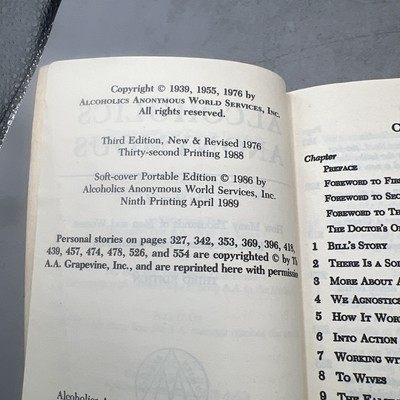 Copyright © 1939, 1955, 1976 by
ALCOHOLICS ANONYMOUS WORLD SERVICES, INC.
All rights reserved.
Third Edition, New & Revised 1976
Thirty-second Printing 1988
Soft-cover Portable Edition © 1986 by
Alcoholics Anonymous World Services, Inc.
Ninth Printing April 1989
Personal stories on pages 327, 342, 353, 369, 396, 418,
439, 457, 474, 478, 526, and 554 are copyrighted © by
A.A. Grapevine, Inc., and are reprinted here with permission
Alcoholics
Chapter
PREFACE
FOREWORD TO
FOREWORD TO
FOREWORD TO
THE DOCTOR'S
1 BILL'S STORY
2 THERE IS A
3 MORE ABOUT
4 WE AGNOSTICS
5 HOW IT
6 INTO ACTION
7 WORKING
8 TO WIVES
9 THE